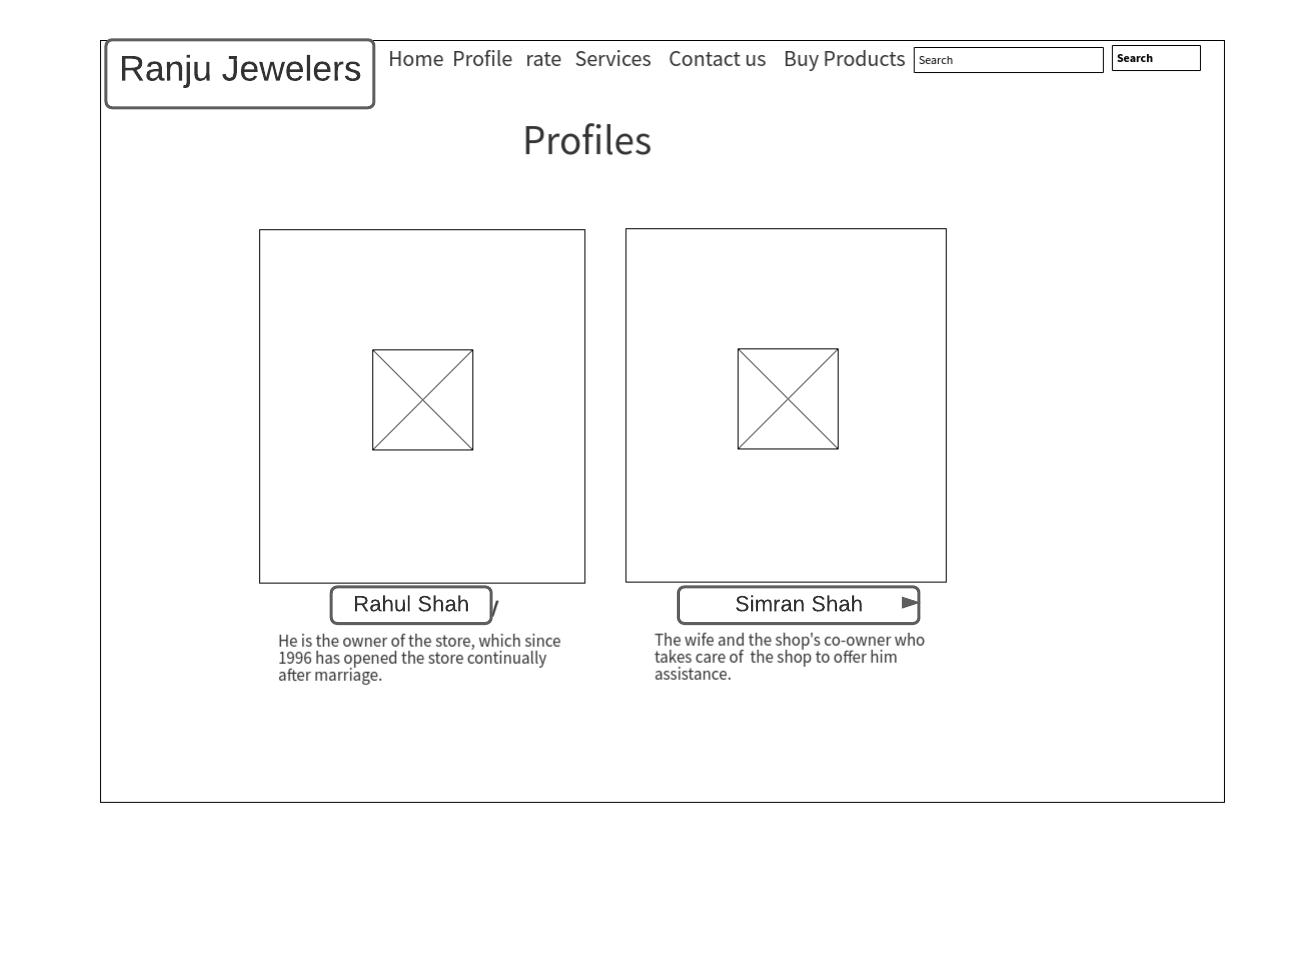 Ranju Jewelers Home Profile rate Services Contact us Buy Products Search Search
Profiles
Rahul Shah
He is the owner of the store, which since
1996 has opened the store continually
after marriage.
Simran Shah
The wife and the shop's co-owner who
takes care of the shop to offer him
assistance.